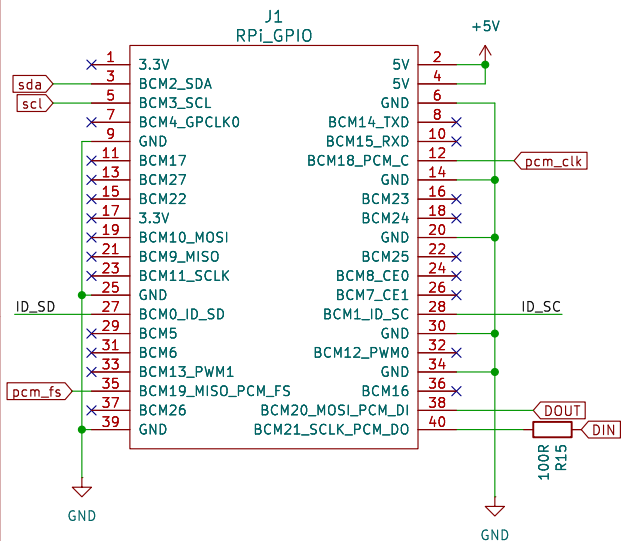 J1
RPi_GPIO
+5V
1 3.3V 5V 2
sda 3 BCM2_SDA 5V 4
scl 5 BCM3_SCL GND 6
7 BCM4_GPCLK0 BCM14_TXD 8
9 GND BCM15_RXD 10
11 BCM17 BCM18_PCM_C 12 pcm_clk
13 BCM27 GND 14
15 BCM22 BCM23 16
17 3.3V BCM24 18
19 BCM10_MOSI GND 20
21 BCM9_MISO BCM25 22
23 BCM11_SCLK BCM8_CE0 24
25 GND BCM7_CE1 26
ID_SD 27 BCM0_ID_SD BCM1_ID_SC 28 ID_SC
29 BCM5 GND 30
31 BCM6 BCM12_PWM0 32
33 BCM13_PWM1 GND 34
pcm_fs 35 BCM19_MISO_PCM_FS BCM16 36
37 BCM26 BCM20_MOSI_PCM_DI 38 DOUT
39 GND BCM21_SCLK_PCM_DO 40 DIN
100R
R15
GND
GND